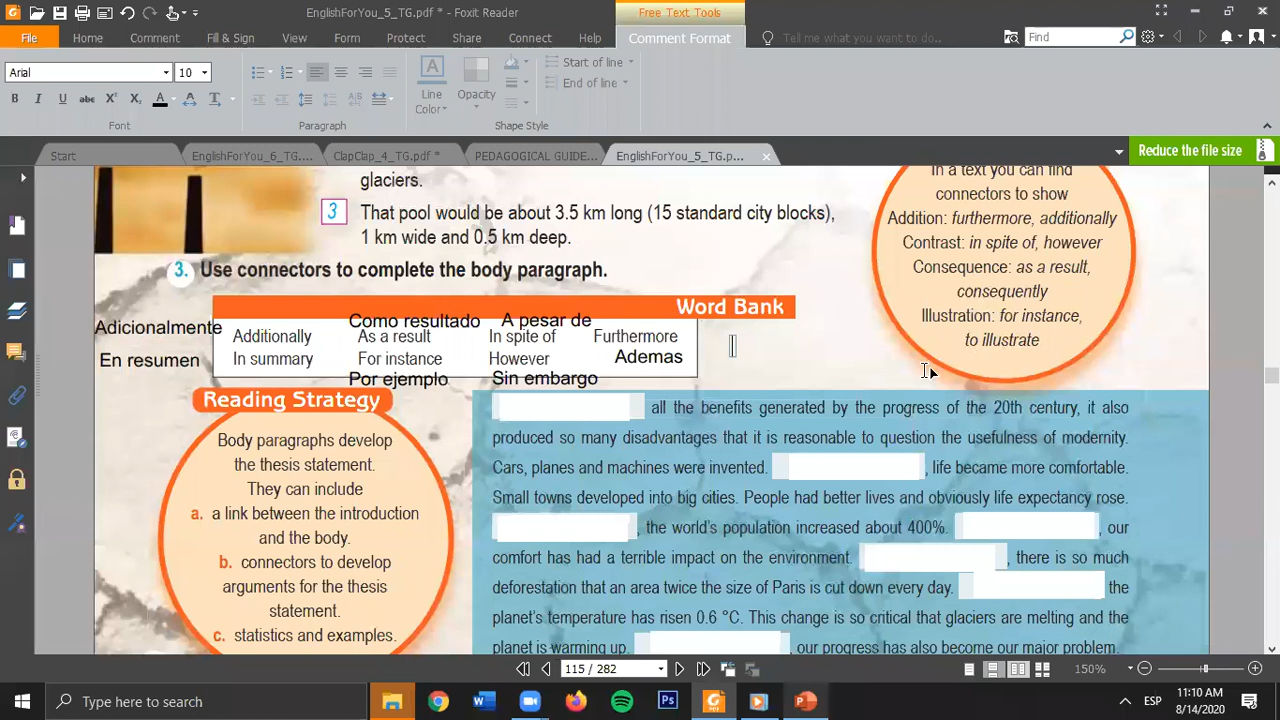 EnglishForYou_5_TG.pdf * - Foxit Reader
Free Text Tools
File Home Comment Fill & Sign View Form Protect Share Connect Help Comment Format Tell me what you want to do.. Find
Arial 10
Line Color
Opacity
Start of line
End of line
Font Paragraph Shape Style
Start EnglishForYou_6_TG.... ClapClap_4_TG.pdf * PEDAGOGICAL GUIDE... EnglishForYou_5_TG.p... Reduce the file size
glaciers.
3 That pool would be about 3.5 km long (15 standard city blocks),
1 km wide and 0.5 km deep.
In a text you can find
connectors to show
Addition: furthermore, additionally
Contrast: in spite of, however
Consequence: as a result,
consequently
Illustration: for instance,
to illustrate
3. Use connectors to complete the body paragraph.
Word Bank
Adicionalmente Como resultado A pesar de
Additionally As a result In spite of Furthermore
En resumen In summary For instance However Ademas
Por ejemplo Sin embargo
Reading Strategy
Body paragraphs develop
the thesis statement.
They can include
a. a link between the introduction
and the body.
b. connectors to develop
arguments for the thesis
statement.
c. statistics and examples.
all the benefits generated by the progress of the 20th century, it also
produced so many disadvantages that it is reasonable to question the usefulness of modernity.
Cars, planes and machines were invented. , life became more comfortable.
Small towns developed into big cities. People had better lives and obviously life expectancy rose.
, the world's population increased about 400%. , our
comfort has had a terrible impact on the environment. , there is so much
deforestation that an area twice the size of Paris is cut down every day. the
planet's temperature has risen 0.6 °C. This change is so critical that glaciers are melting and the
planet is warming up. , our progress has also become our major problem.
115 / 282
150%
Type here to search
ESP
11:10 AM
8/14/2020